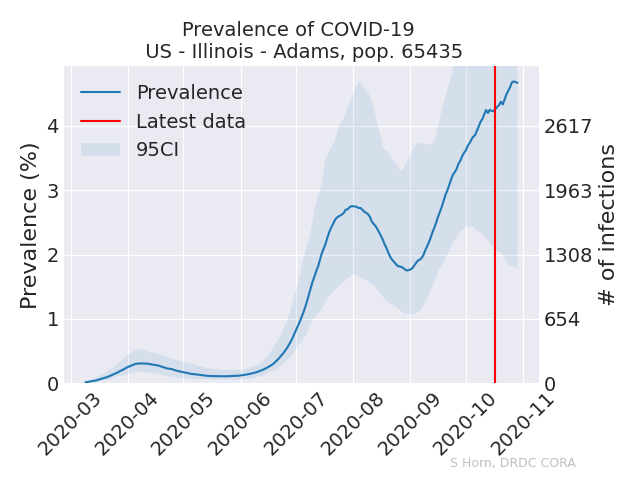 Prevalence of COVID-19
US - Illinois - Adams, pop. 65435
Prevalence
Latest data
95CI
Prevalence (%)
4
3
2
1
0
2617
1963
1308
654
0
# of infections
2020-03
2020-04
2020-05
2020-06
2020-07
2020-08
2020-09
2020-10
2020-11
S Horn, DRDC CORA